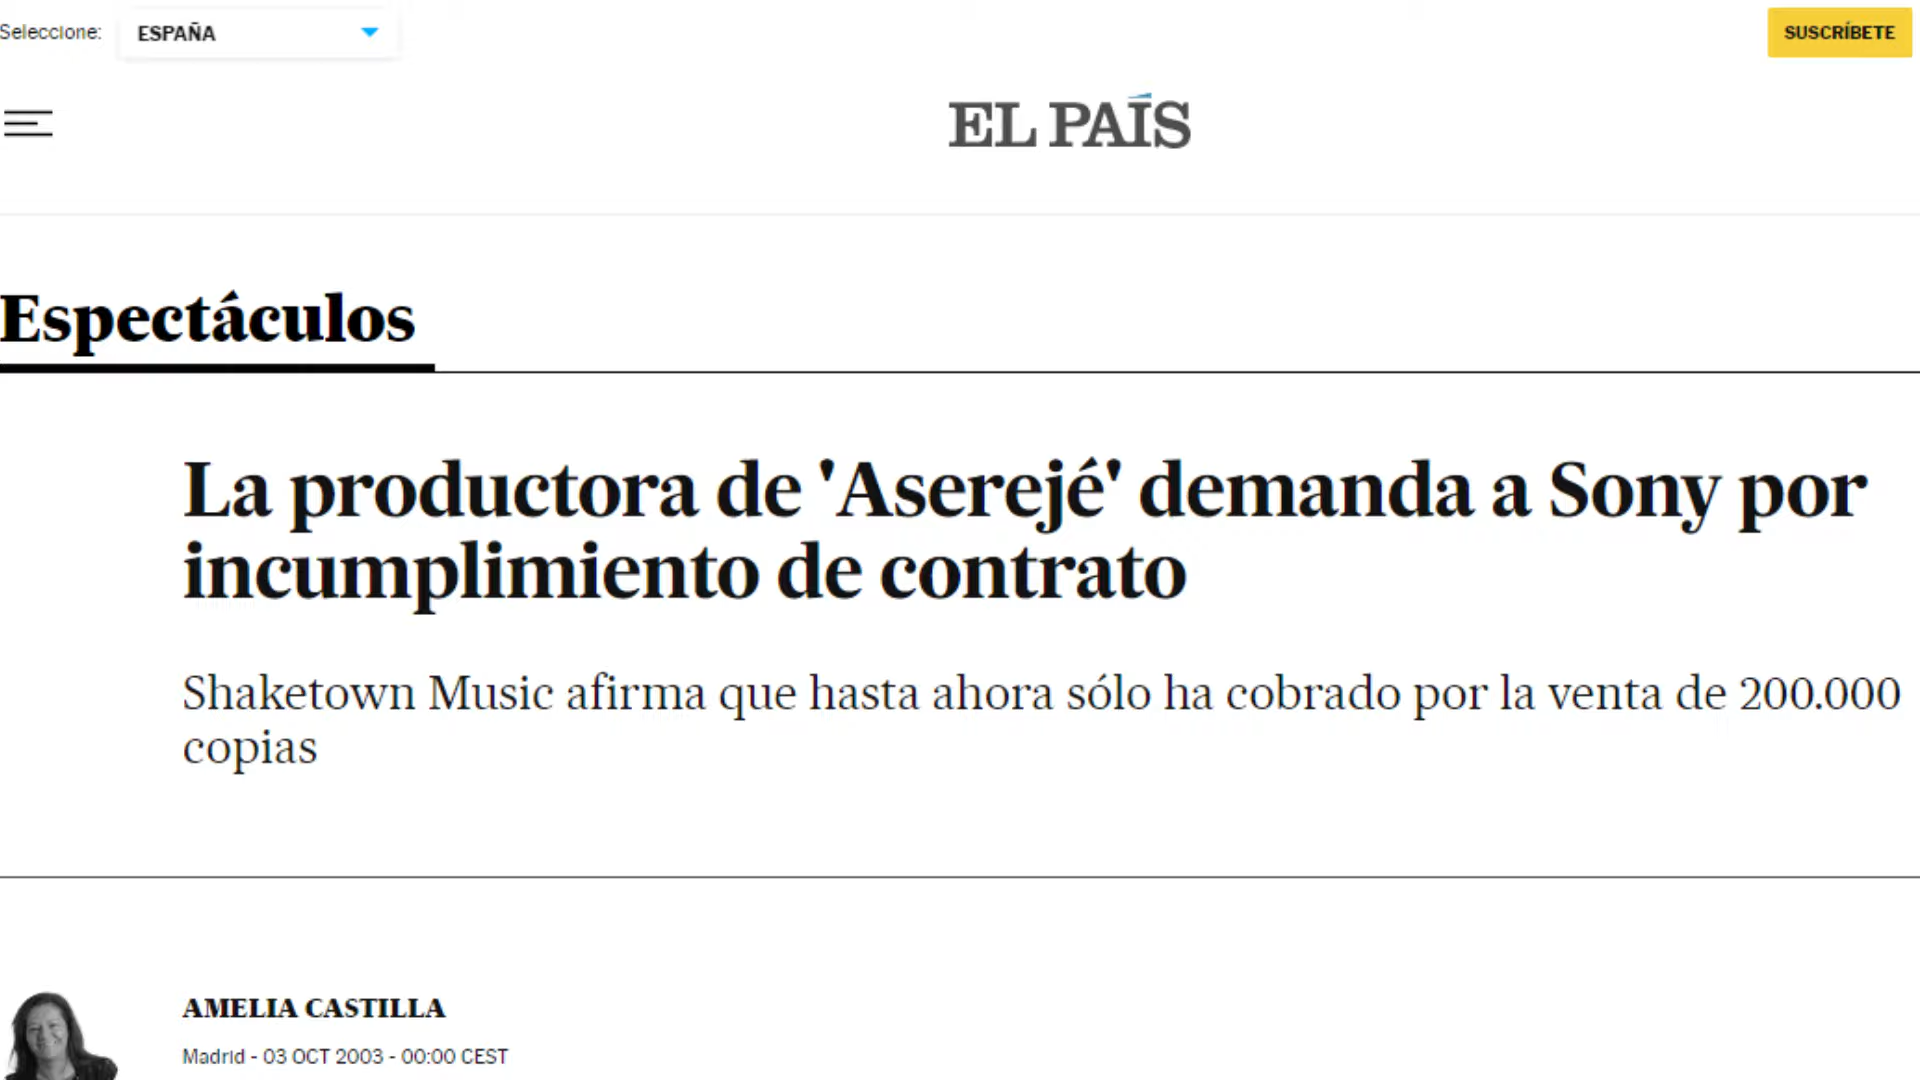 Seleccione:
ESPAÑA
SUSCRÍBETE
EL PAÍS
Espectáculos
La productora de 'Aserejé' demanda a Sony por
incumplimiento de contrato
Shaketown Music afirma que hasta ahora sólo ha cobrado por la venta de 200.000
copias
AMELIA CASTILLA
Madrid - 03 OCT 2003 - 00:00 CEST